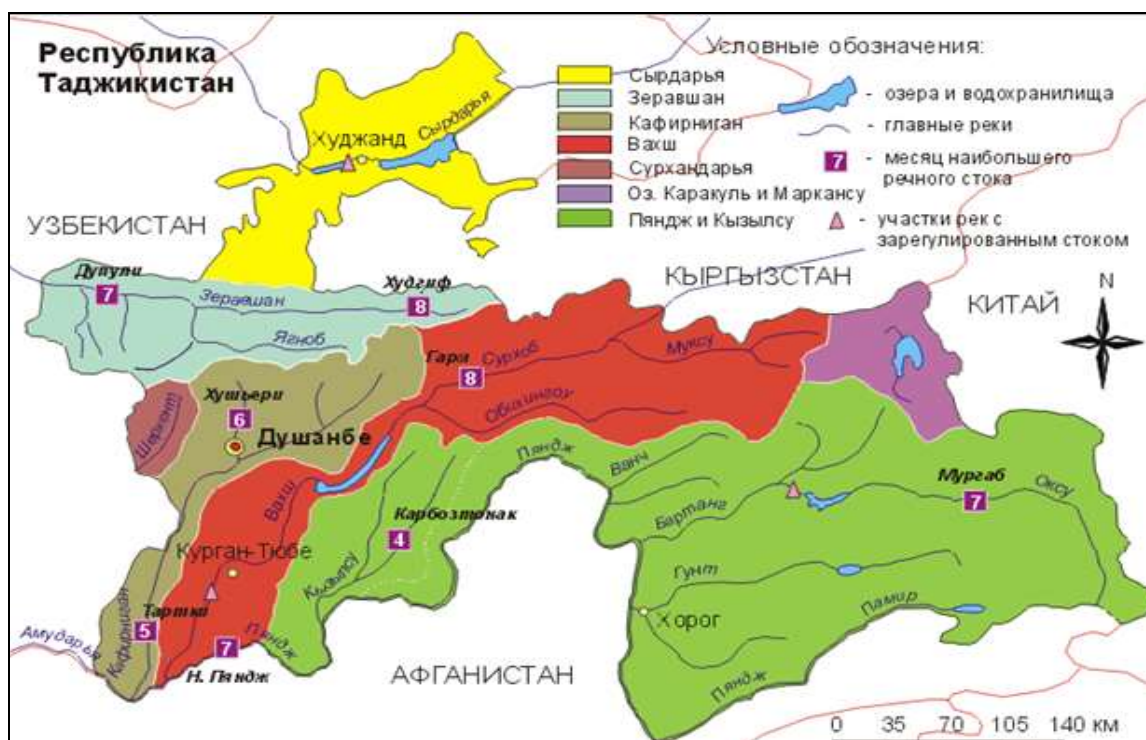 Республика
Таджикистан
Условные обозначения:
Сырдарья
Зеравшан
Кафирниган
Вахш
Сурхандарья
Оз. Каракуль и Маркансу
Пяндж и Кызылсу
- озера и водохранилища
- главные реки
7 - месяц наибольшего
речного стока
- участки рек с
зарегулированным стоком
Худжанд
Сырдарья
УЗБЕКИСТАН
КЫРГЫЗСТАН
КИТАЙ
N
Дупули
7
Зеравшан
Худгиф
8
Ягноб
Гарм
8
Сурхоб
Муксу
Обихингоу
Хушьери
6
Душанбе
Шеркент
Вахш
Пяндж
Ванч
Бартанг
Мургаб
7
Оксу
Карбозтонак
4
Курган-Тюбе
Кызылсу
Гунт
Хорог
Памир
Тартки
5
Кафирниган
Амударья
7
Пяндж
Н. Пяндж
АФГАНИСТАН
Пяндж
0 35 70 105 140 км